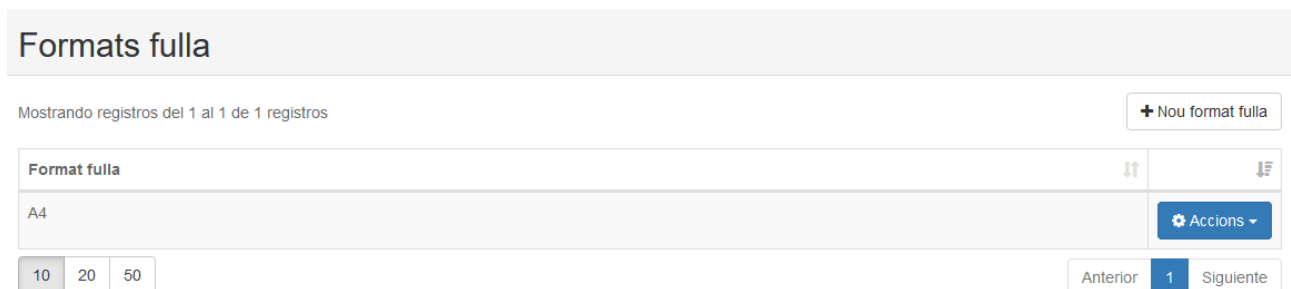 Formats fulla
Mostrando registros del 1 al 1 de 1 registros
Nou format fulla
Format fulla
A4
Accions
10 20 50
Anterior 1 Siguiente